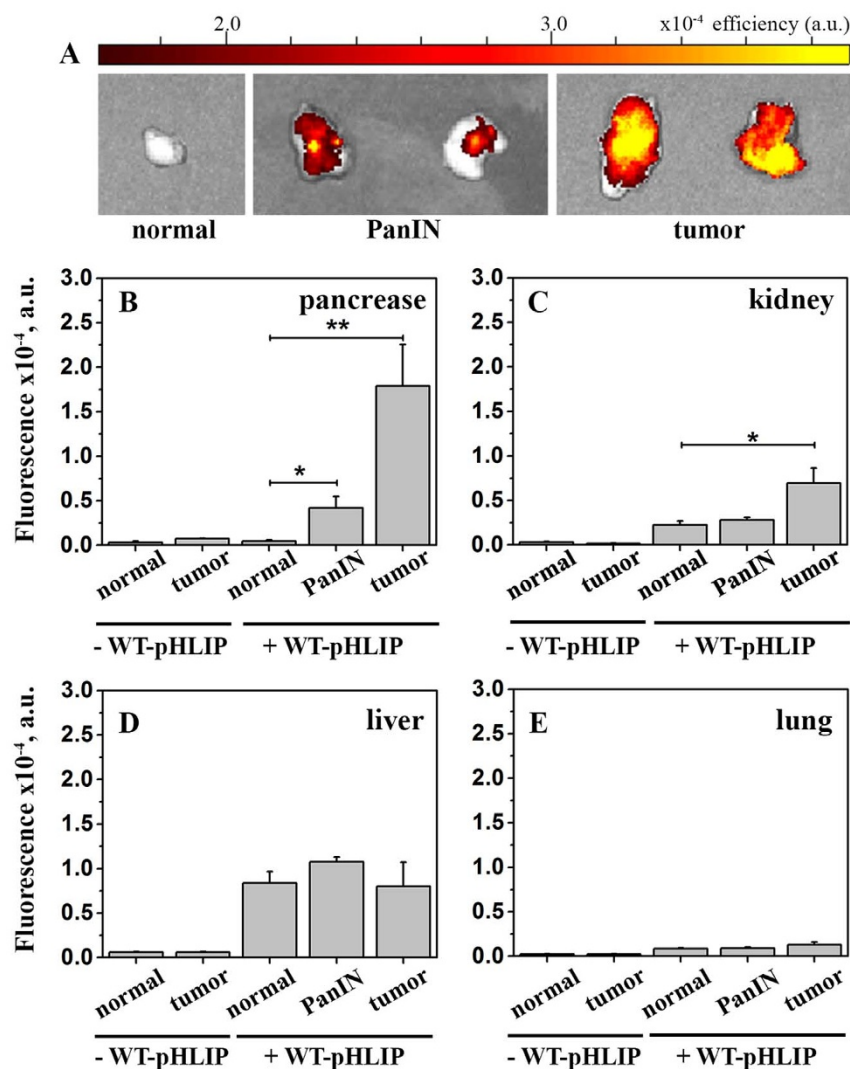 2.0 3.0 x10⁻⁴ efficiency (a.u.)
A
normal PanIN tumor
Fluorescence x10⁻⁴, a.u.
B pancrease
3.0
2.5
2.0
1.5
1.0
0.5
0.0
**
*
normal tumor normal PanIN tumor
- WT-pHLIP + WT-pHLIP
C kidney
3.0
2.5
2.0
1.5
1.0
0.5
0.0
*
normal tumor normal PanIN tumor
- WT-pHLIP + WT-pHLIP
Fluorescence x10⁻⁴, a.u.
D liver
3.0
2.5
2.0
1.5
1.0
0.5
0.0
normal tumor normal PanIN tumor
- WT-pHLIP + WT-pHLIP
E lung
3.0
2.5
2.0
1.5
1.0
0.5
0.0
normal tumor normal PanIN tumor
- WT-pHLIP + WT-pHLIP